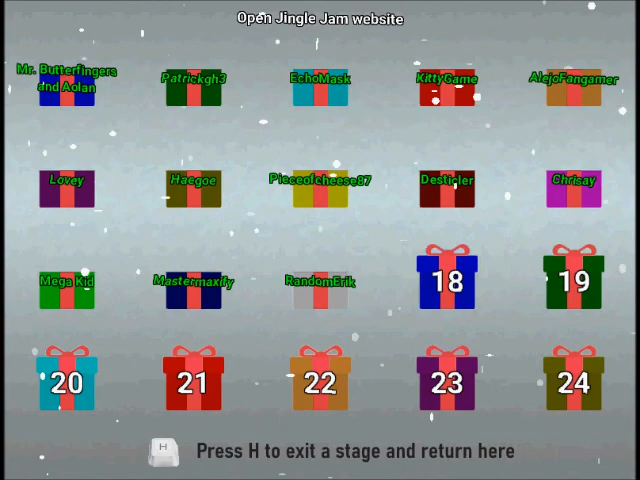 Open Jingle Jam website
Mr. Butterfingers
and Aolan
Patrickgh3
EchoMask
KittyGame
AlejoFangamer
Lovey
Haegoe
Pieceofcheese87
Desticler
Chrisay
Mega Kid
Mastermaxify
RandomErik
18
19
20
21
22
23
24
H
Press H to exit a stage and return here